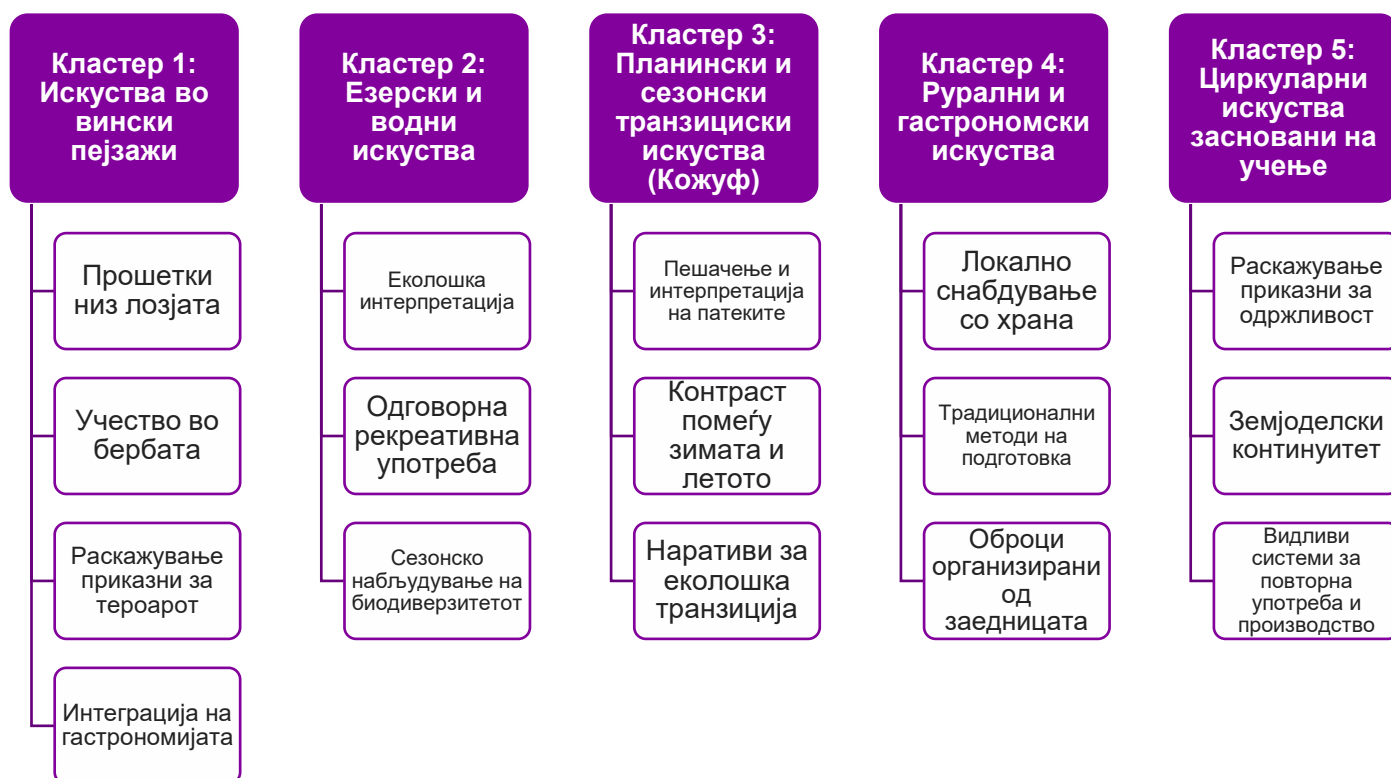 Кластер 1:
Искуства во
вински
пејзажи
Прошетки
низ лозјата
Учество во
бербата
Раскажување
приказни за
тероарот
Интеграција на
гастрономијата
Кластер 2:
Езерски и
водни
искуства
Еколошка
интерпретација
Одговорна
рекреативна
употреба
Сезонско
набљудување на
биодиверзитетот
Кластер 3:
Планински и
сезонски
транзициски
искуства
(Кожуф)
Пешачење и
интерпретација
на патеките
Контраст
помеѓу
зимата и
летото
Наративи за
еколошка
транзиција
Кластер 4:
Рурални и
гастрономски
искуства
Локално
снабдување
со храна
Традиционални
методи на
подготовка
Оброци
организирани
од
заедницата
Кластер 5:
Циркуларни
искуства
засновани на
учење
Раскажување
приказни за
одржливост
Земјоделски
континуитет
Видливи
системи за
повторна
употреба и
производство